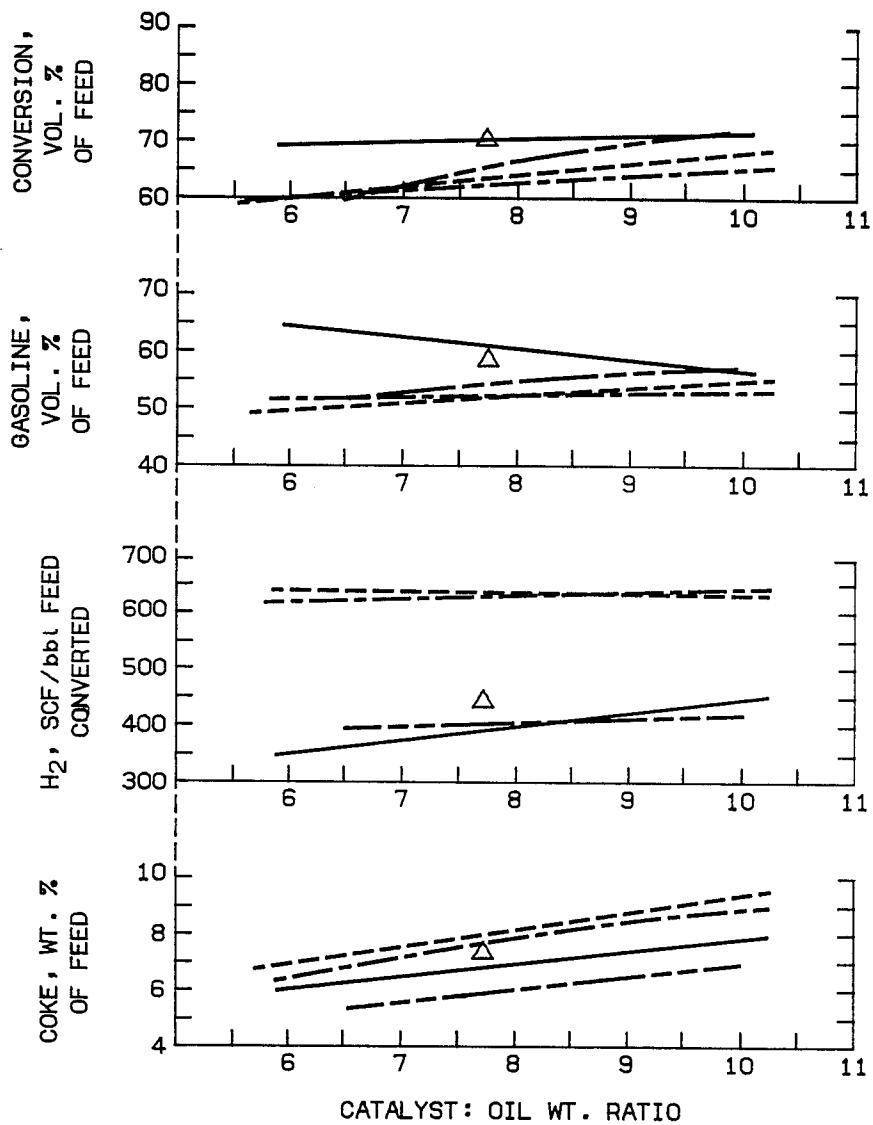 CONVERSION,
VOL. %
OF FEED
90
80
70
60
6 7 8 9 10 11
GASOLINE,
VOL. %
OF FEED
70
60
50
40
6 7 8 9 10 11
H2, SCF/bbl FEED
CONVERTED
700
600
500
400
300
6 7 8 9 10 11
COKE, WT. %
OF FEED
10
8
6
4
6 7 8 9 10 11
CATALYST: OIL WT. RATIO